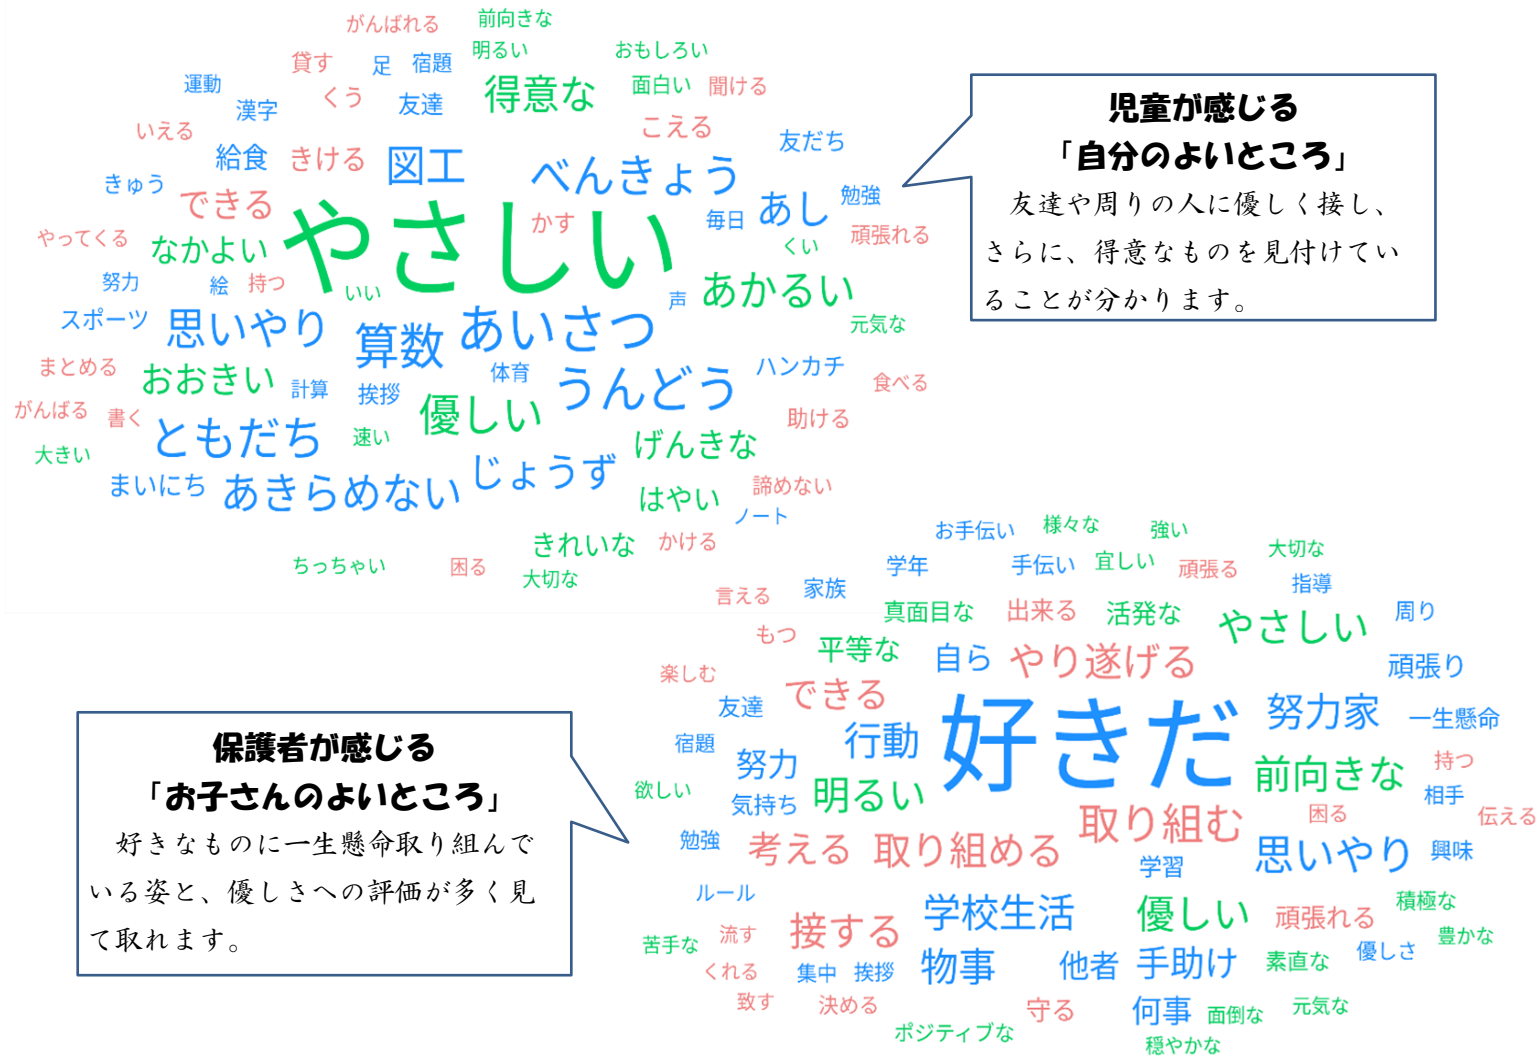 がんばれる 前向きな
貸す 足 宿題 明るい おもしろい
運動 漢字 くう 友達 得意な 面白い 聞ける
いえる こえる 友だち
給食 きける 図工 べんきょう
きゅう できる かす 毎日 あし 勉強
やってくる なかよい やさしい くい 頑張れる
努力 絵 持つ いい 声 あかるい
スポーツ 思いやり 算数 あいさつ 元気な
まとめる おおきい 計算 挨拶 体育 うんどう ハンカチ 食べる
がんばる 書く 優しい 助ける
大きい ともだち 速い げんきな
まいにち あきらめない じょうず はやい 諦めない
ノート
きれいな かける
ちっちゃい 困る 大切な
児童が感じる
「自分のよいところ」
友達や周りの人に優しく接し、
さらに、得意なものを見付けてい
ることが分かります。
お手伝い 様々な 強い
学年 手伝い 宜しい 頑張る 大切な
言える 家族 指導
真面目な 出来る 活発な やさしい 周り
もつ 平等な 自ら やり遂げる 頑張り
楽しむ できる
友達 好きだ 努力家 一生懸命
宿題 行動
努力 前向きな 持つ
欲しい 気持ち 明るい 相手
勉強 考える 取り組める 取り組む 困る 伝える
学習 思いやり 興味
ルール 学校生活 優しい 頑張れる 積極な
苦手な 流す 接する 豊かな
くれる 集中 挨拶 物事 他者 手助け 素直な 優しさ
致す 決める 守る 何事 面倒な 元気な
ポジティブな 穏やかな
保護者が感じる
「お子さんのよいところ」
好きなものに一生懸命取り組んで
いる姿と、優しさへの評価が多く見
て取れます。